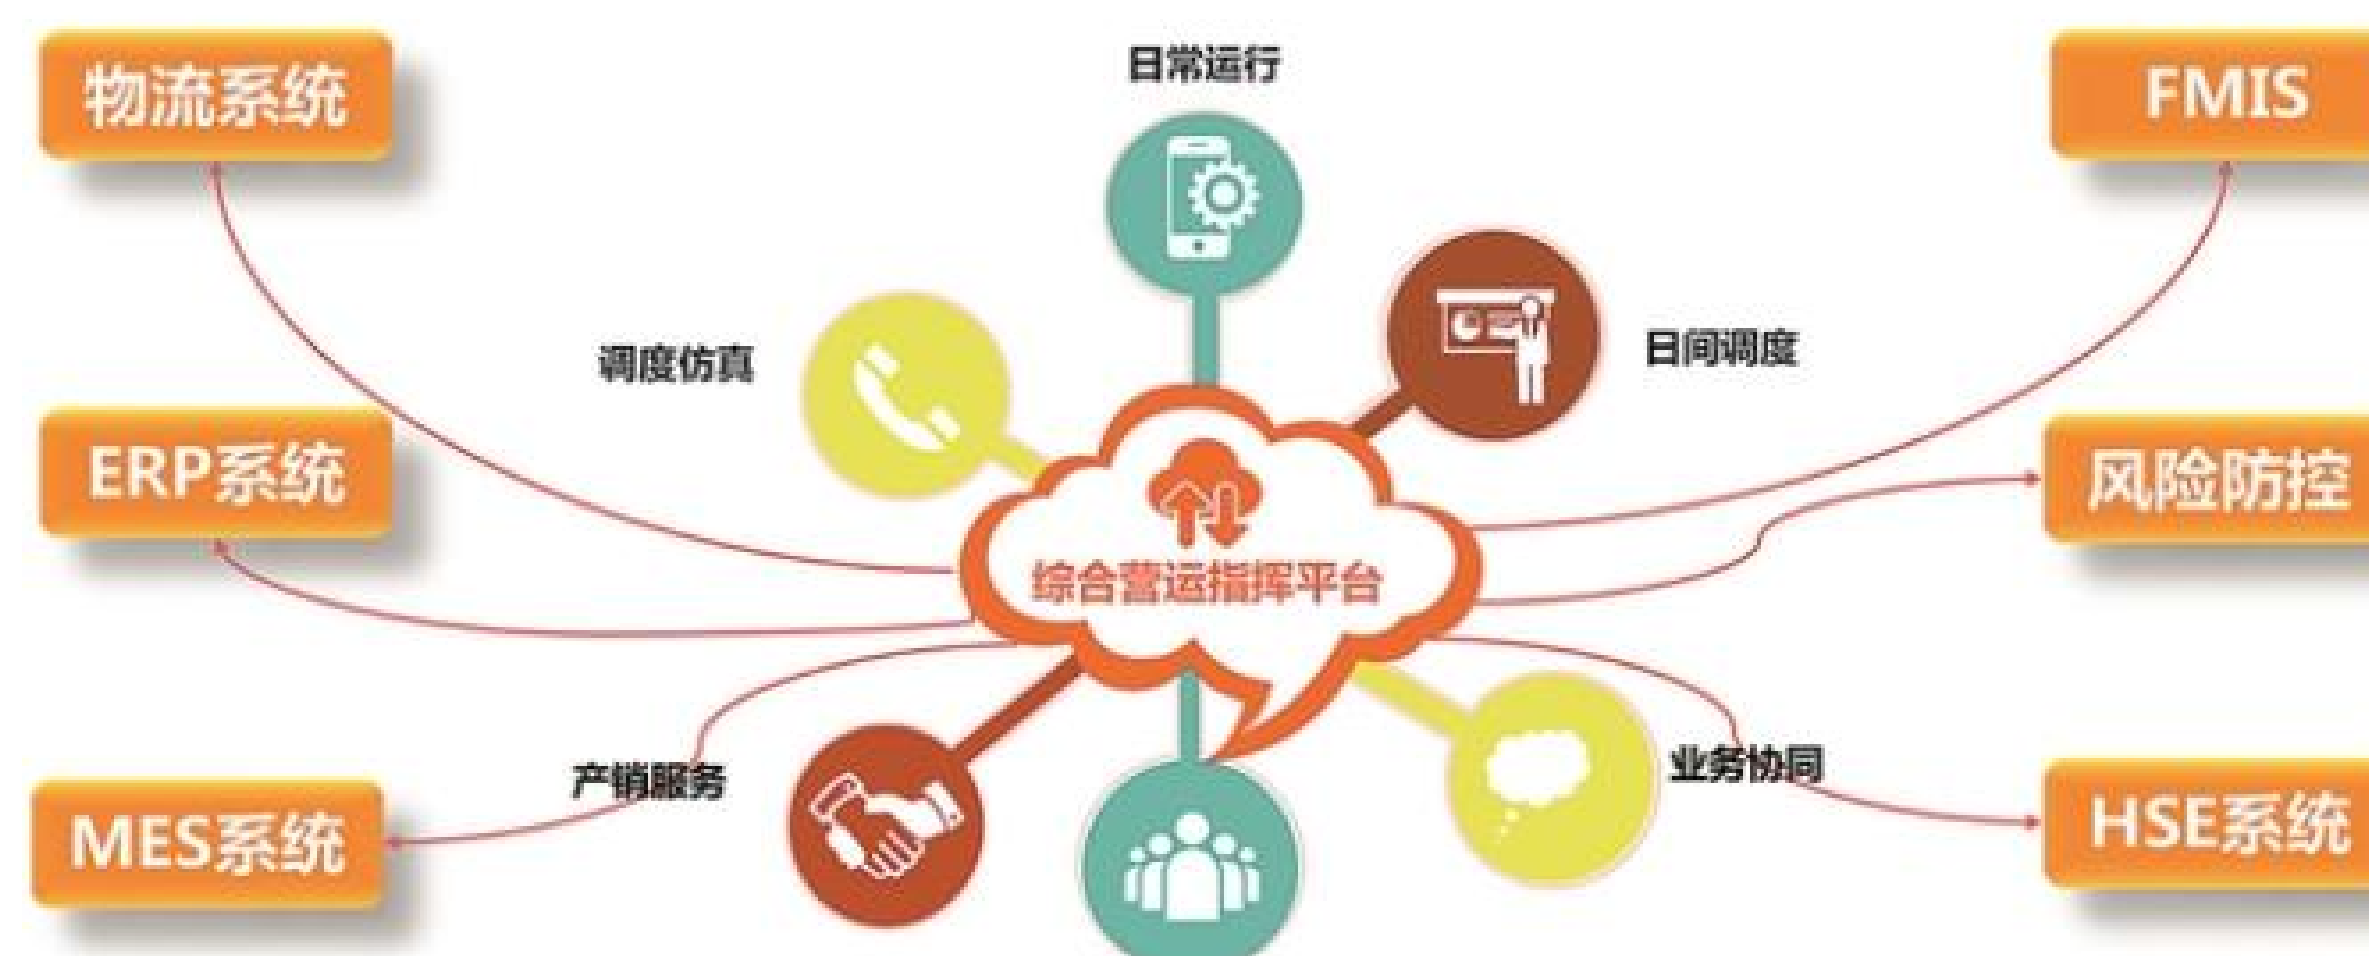 日常运行
物流系统
FMIS
调度仿真
日间调度
ERP系统
风险防控
综合营运指挥平台
产销服务
业务协同
MES系统
HSE系统